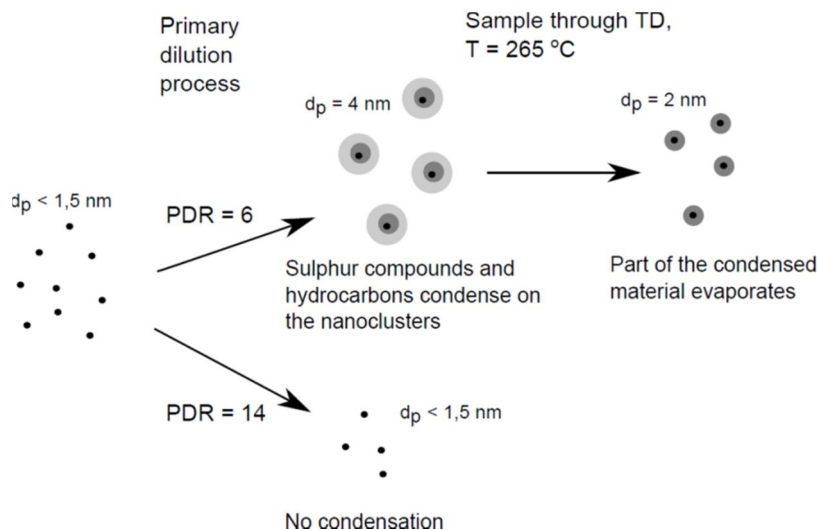 Primary
dilution
process
Sample through TD,
T = 265 ºC
dp = 4 nm
dp = 2 nm
dp < 1,5 nm
PDR = 6
Sulphur compounds and
hydrocarbons condense on
the nanoclusters
Part of the condensed
material evaporates
PDR = 14
dp < 1,5 nm
No condensation